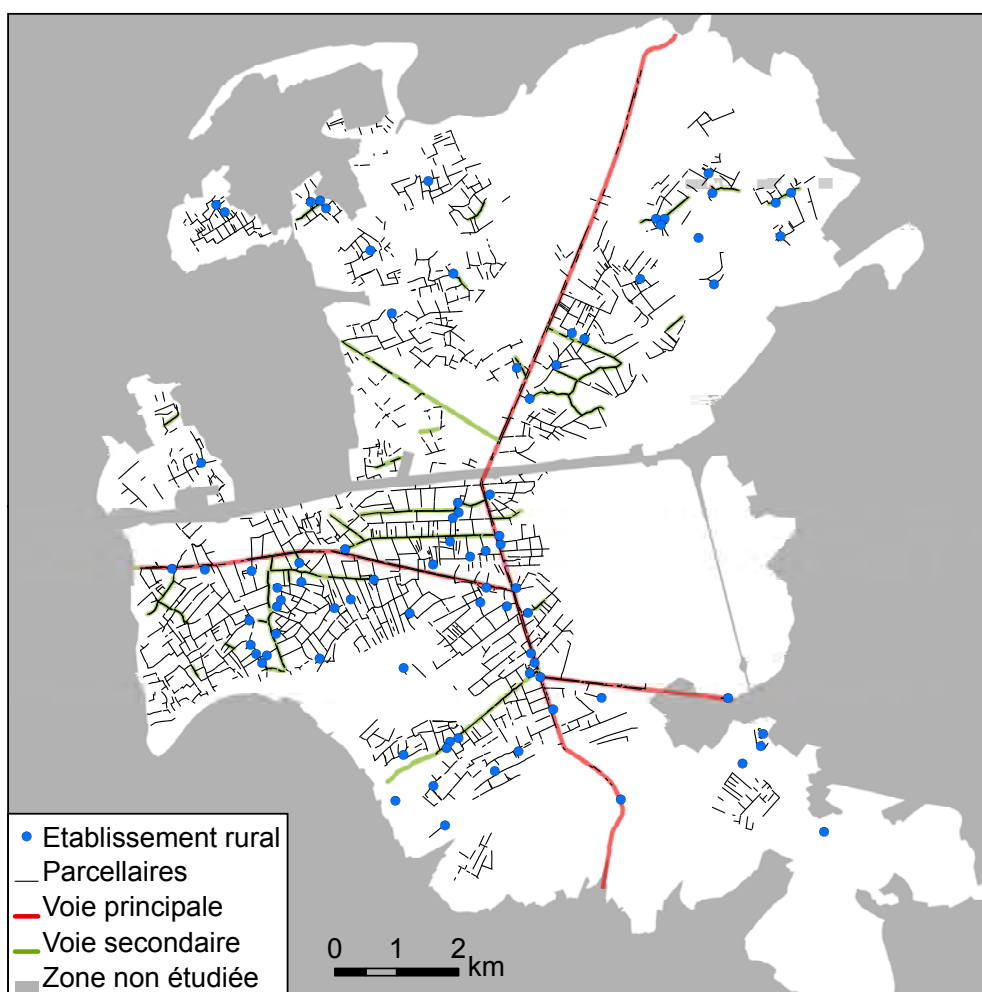 Etablissement rural
Parcellaires
Voie principale
Voie secondaire
Zone non étudiée
0 1 2
km